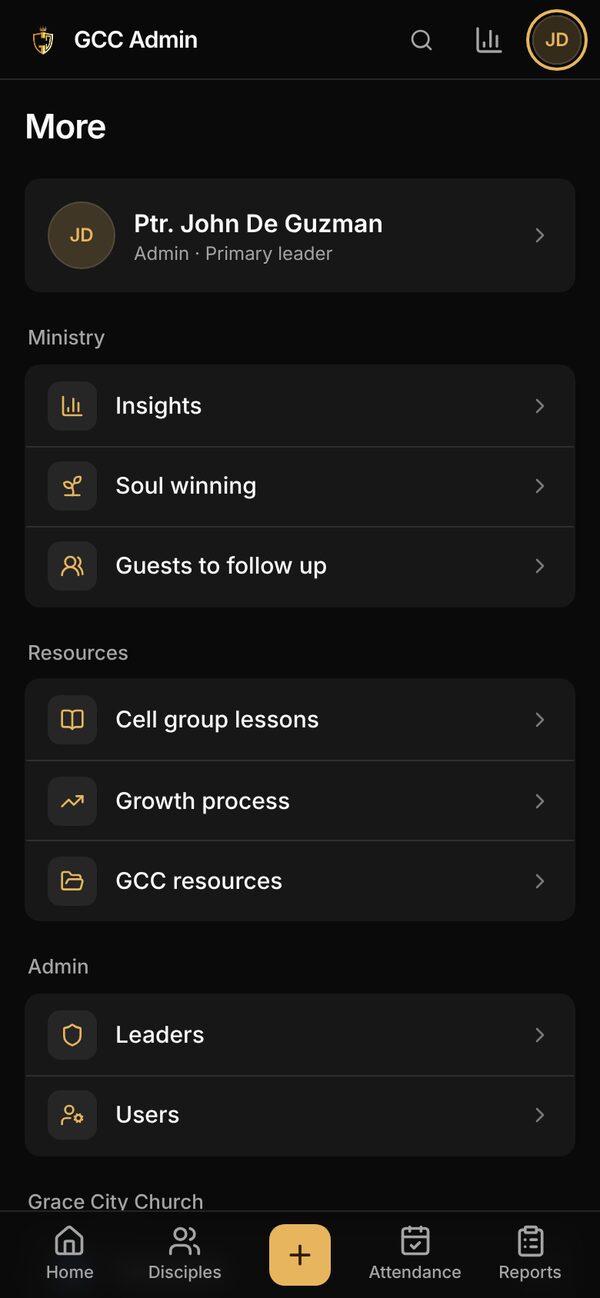 GCC Admin
JD
More
JD
Ptr. John De Guzman
Admin · Primary leader
Ministry
Insights
Soul winning
Guests to follow up
Resources
Cell group lessons
Growth process
GCC resources
Admin
Leaders
Users
Grace City Church
Home
Disciples
Attendance
Reports